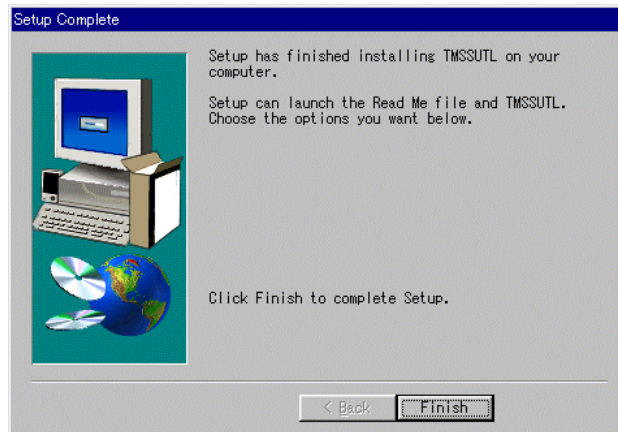 Setup Complete
Setup has finished installing TMSSUTL on your
computer.
Setup can launch the Read Me file and TMSSUTL.
Choose the options you want below.
Click Finish to complete Setup.
< Back
Finish